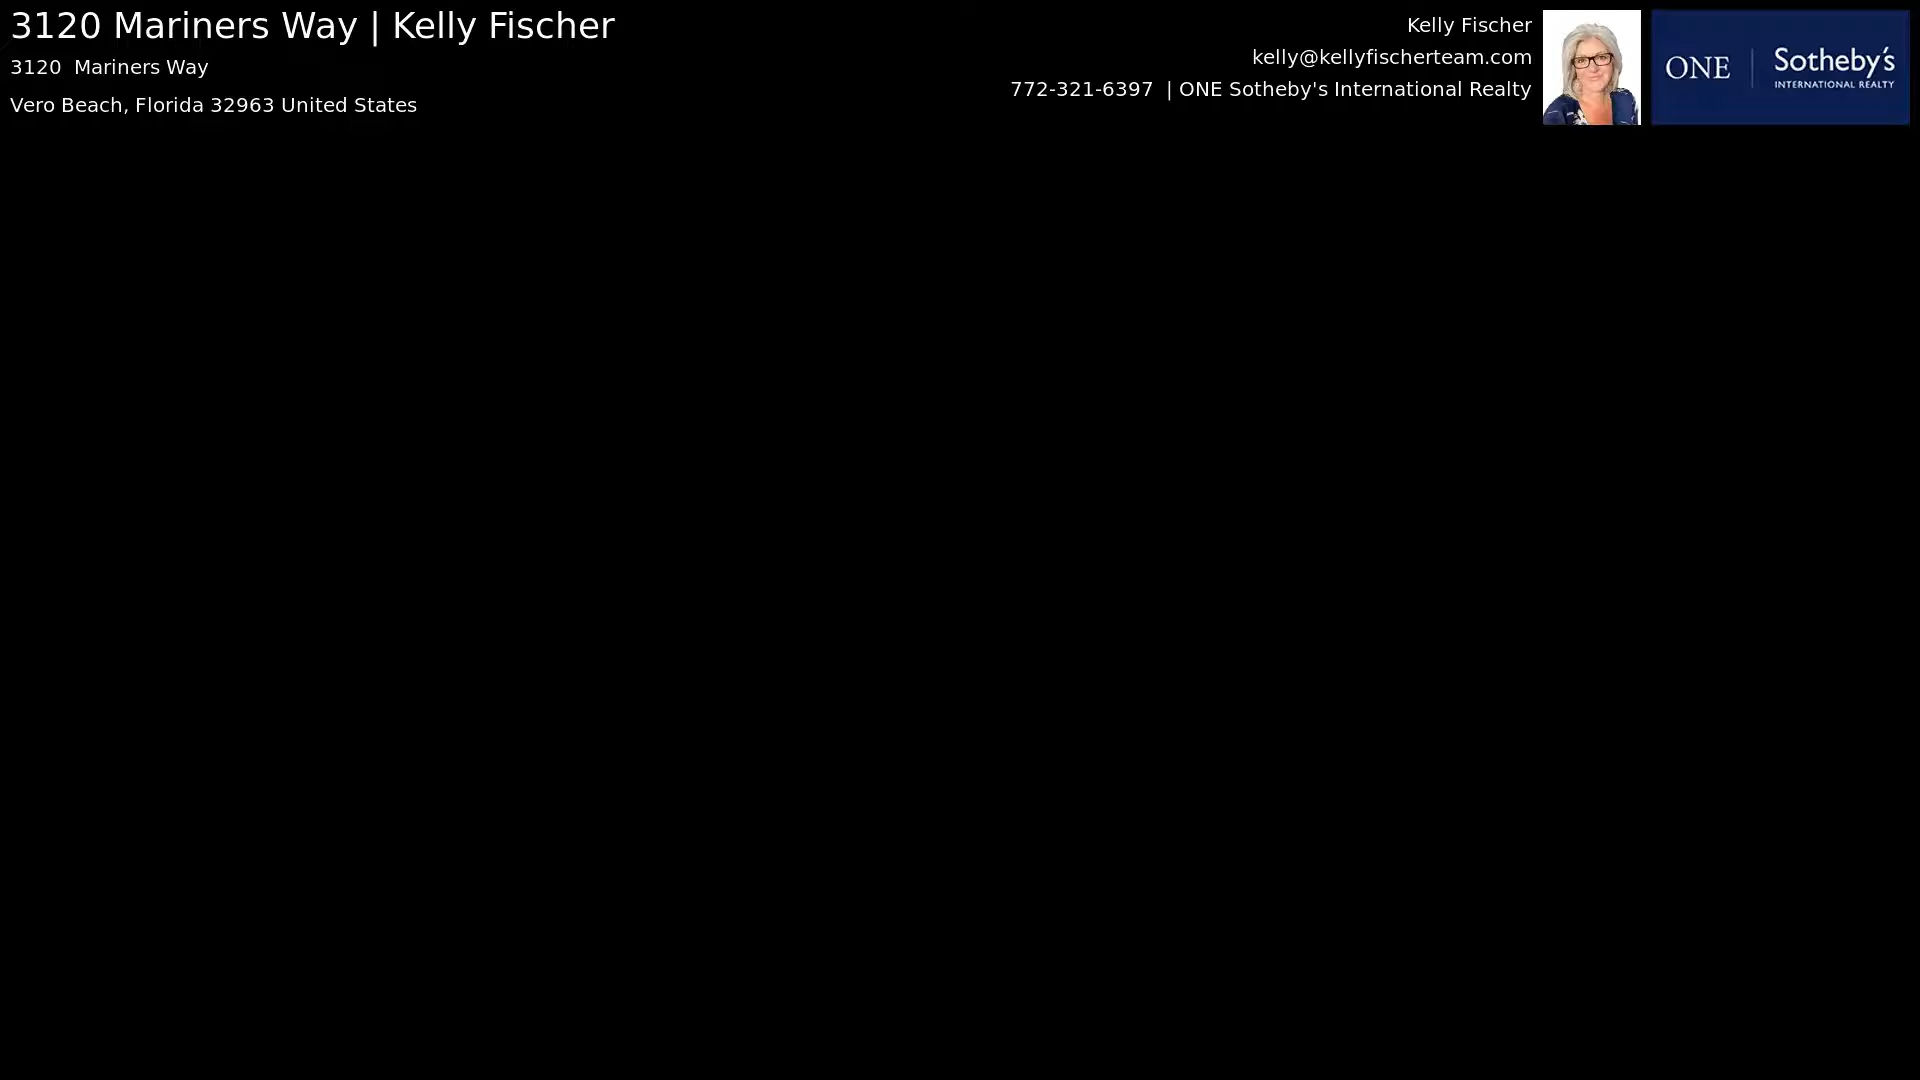 3120 Mariners Way | Kelly Fischer
3120 Mariners Way
Vero Beach, Florida 32963 United States
Kelly Fischer
kelly@kellyfischerteam.com
772-321-6397 | ONE Sotheby's International Realty
ONE | Sotheby's
INTERNATIONAL REALTY